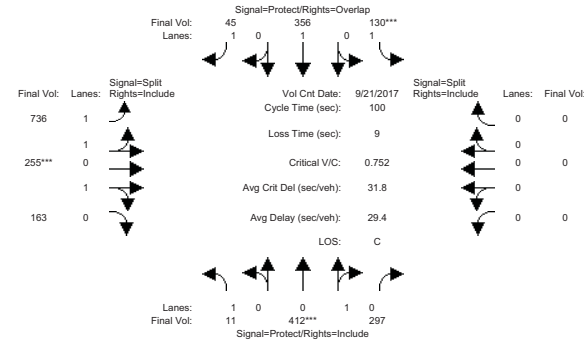 Signal=Protect/Rights=Overlap
Final Vol: 45 356 130***
Lanes: 1 0 1 0 1
Signal=Split
Final Vol: Lanes: Rights=Include
Vol Cnt Date: 9/21/2017
Signal=Split
Rights=Include Lanes: Final Vol:
Cycle Time (sec): 100
736 1 0 0
Loss Time (sec): 9
1 0
255*** 0 Critical V/C: 0.752 0 0
1 Avg Crit Del (sec/veh): 31.8 0
163 0 Avg Delay (sec/veh): 29.4 0 0
LOS: C
Lanes: 1 0 0 1 0
Final Vol: 11 412*** 297
Signal=Protect/Rights=Include